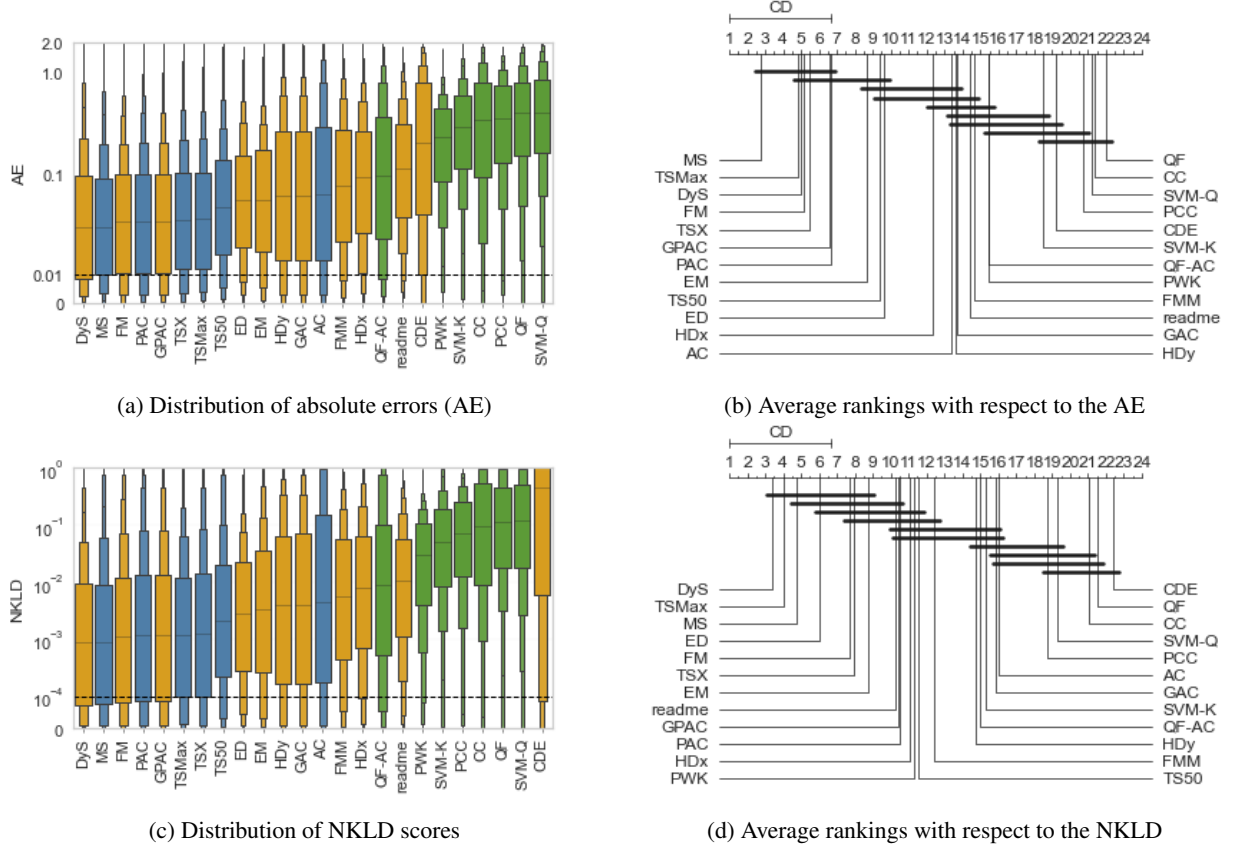 2.0
1.0
0.1
0.01
0
AE
DyS MS FM PAC GPAC TSX TSMax TS50 ED EM HDy GAC AC FMM HDx QF-AC readme CDE PWK SVM-K CC PCC QF SVM-Q
(a) Distribution of absolute errors (AE)
CD
1 2 3 4 5 6 7 8 9 10 11 12 13 14 15 16 17 18 19 20 21 22 23 24
MS QF
TSMax CC
DyS SVM-Q
FM PCC
TSX CDE
GPAC SVM-K
PAC QF-AC
EM PWK
TS50 FMM
ED readme
HDx GAC
AC HDy
(b) Average rankings with respect to the AE
10⁰
10⁻¹
10⁻²
10⁻³
10⁻⁴
0
NKLD
DyS MS FM PAC GPAC TSMax TSX TS50 ED EM HDy GAC AC FMM HDx QF-AC readme PWK SVM-K PCC CC QF SVM-Q CDE
(c) Distribution of NKLD scores
CD
1 2 3 4 5 6 7 8 9 10 11 12 13 14 15 16 17 18 19 20 21 22 23 24
DyS CDE
TSMax QF
MS CC
ED SVM-Q
FM PCC
TSX AC
EM GAC
readme SVM-K
GPAC QF-AC
PAC HDy
HDx FMM
PWK TS50
(d) Average rankings with respect to the NKLD